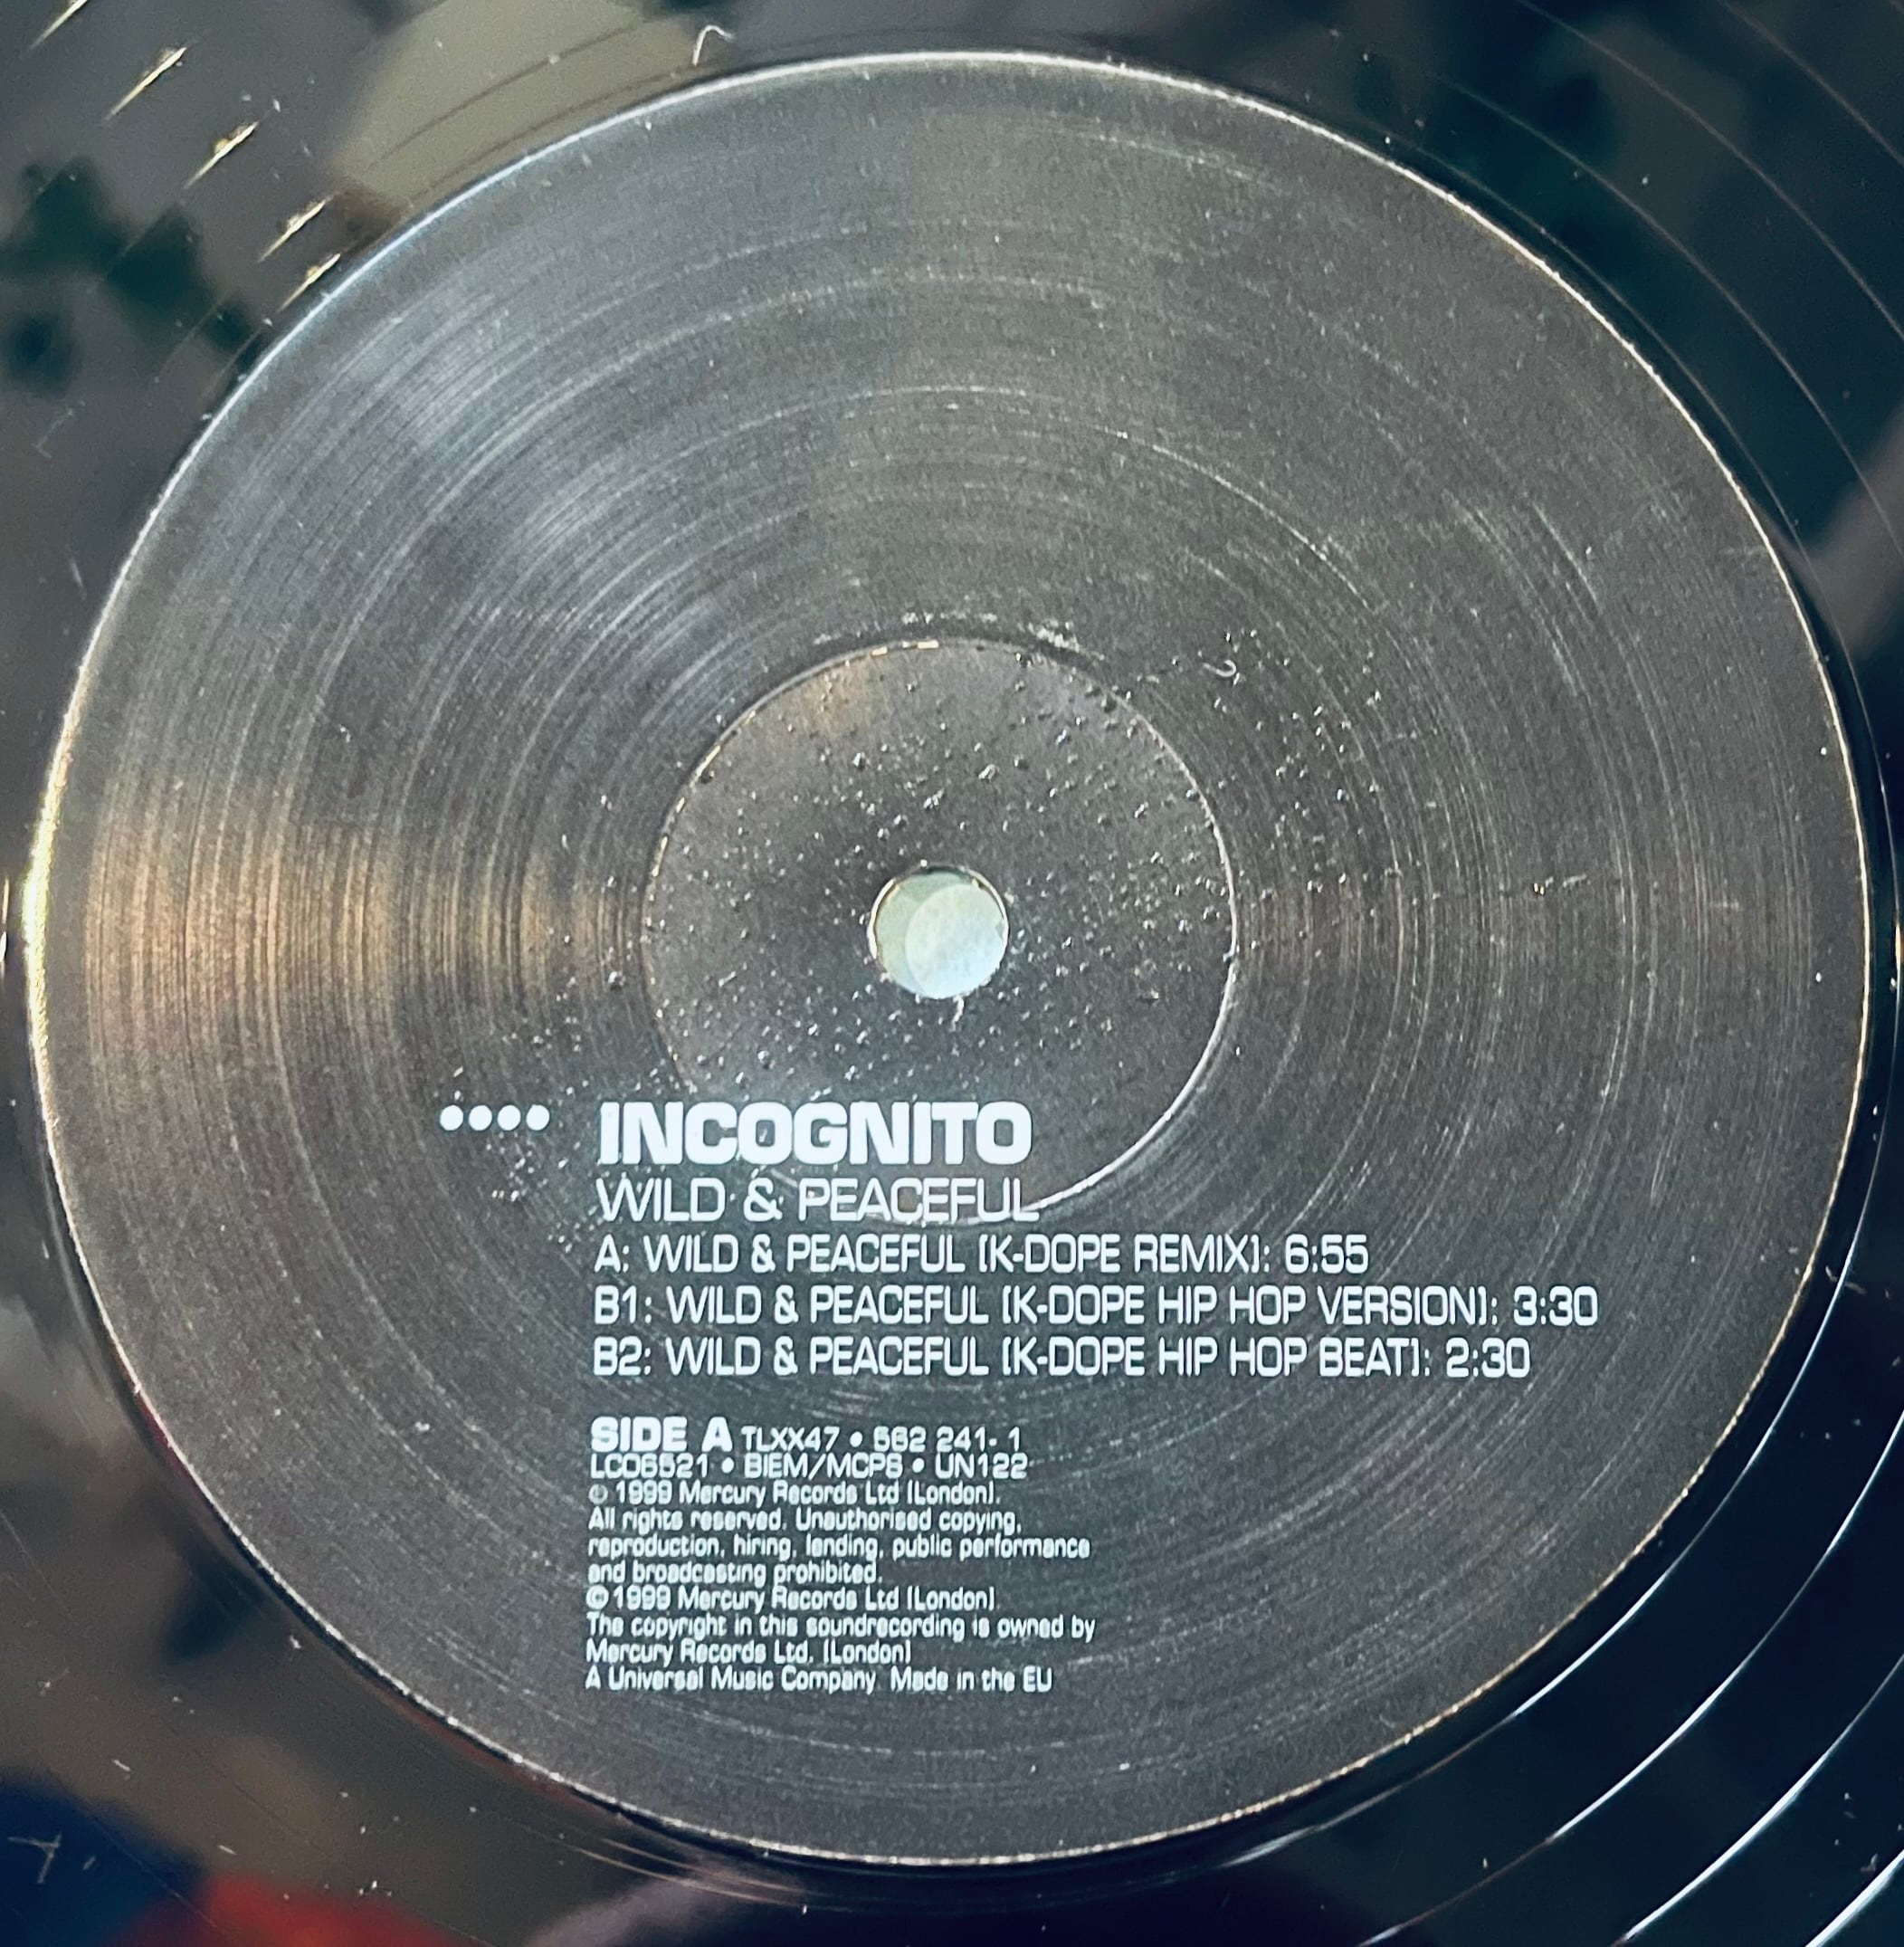 INCOGNITO
WILD & PEACEFUL
A: WILD & PEACEFUL [K-DOPE REMIX]: 6:55
B1: WILD & PEACEFUL [K-DOPE HIP HOP VERSION]: 3:30
B2: WILD & PEACEFUL [K-DOPE HIP HOP BEAT]: 2:30
SIDE A TLXX47 • 562 241-1
LC06521 • BIEM/MCPS • UN122
℗ 1999 Mercury Records Ltd [London].
All rights reserved. Unauthorised copying,
reproduction, hiring, lending, public performance
and broadcasting prohibited.
© 1999 Mercury Records Ltd [London].
The copyright in this soundrecording is owned by
Mercury Records Ltd. [London]
A Universal Music Company Made in the EU